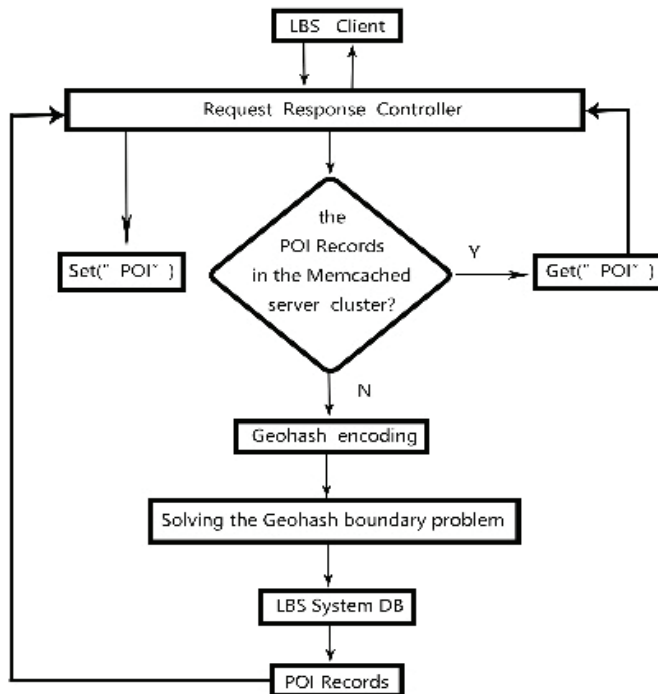 LBS Client
Request Response Controller
the
POI Records
in the Memcached
server cluster?
Y
Set(" POI" )
Get(" POI" )
N
Geohash encoding
Solving the Geohash boundary problem
LBS System DB
POI Records